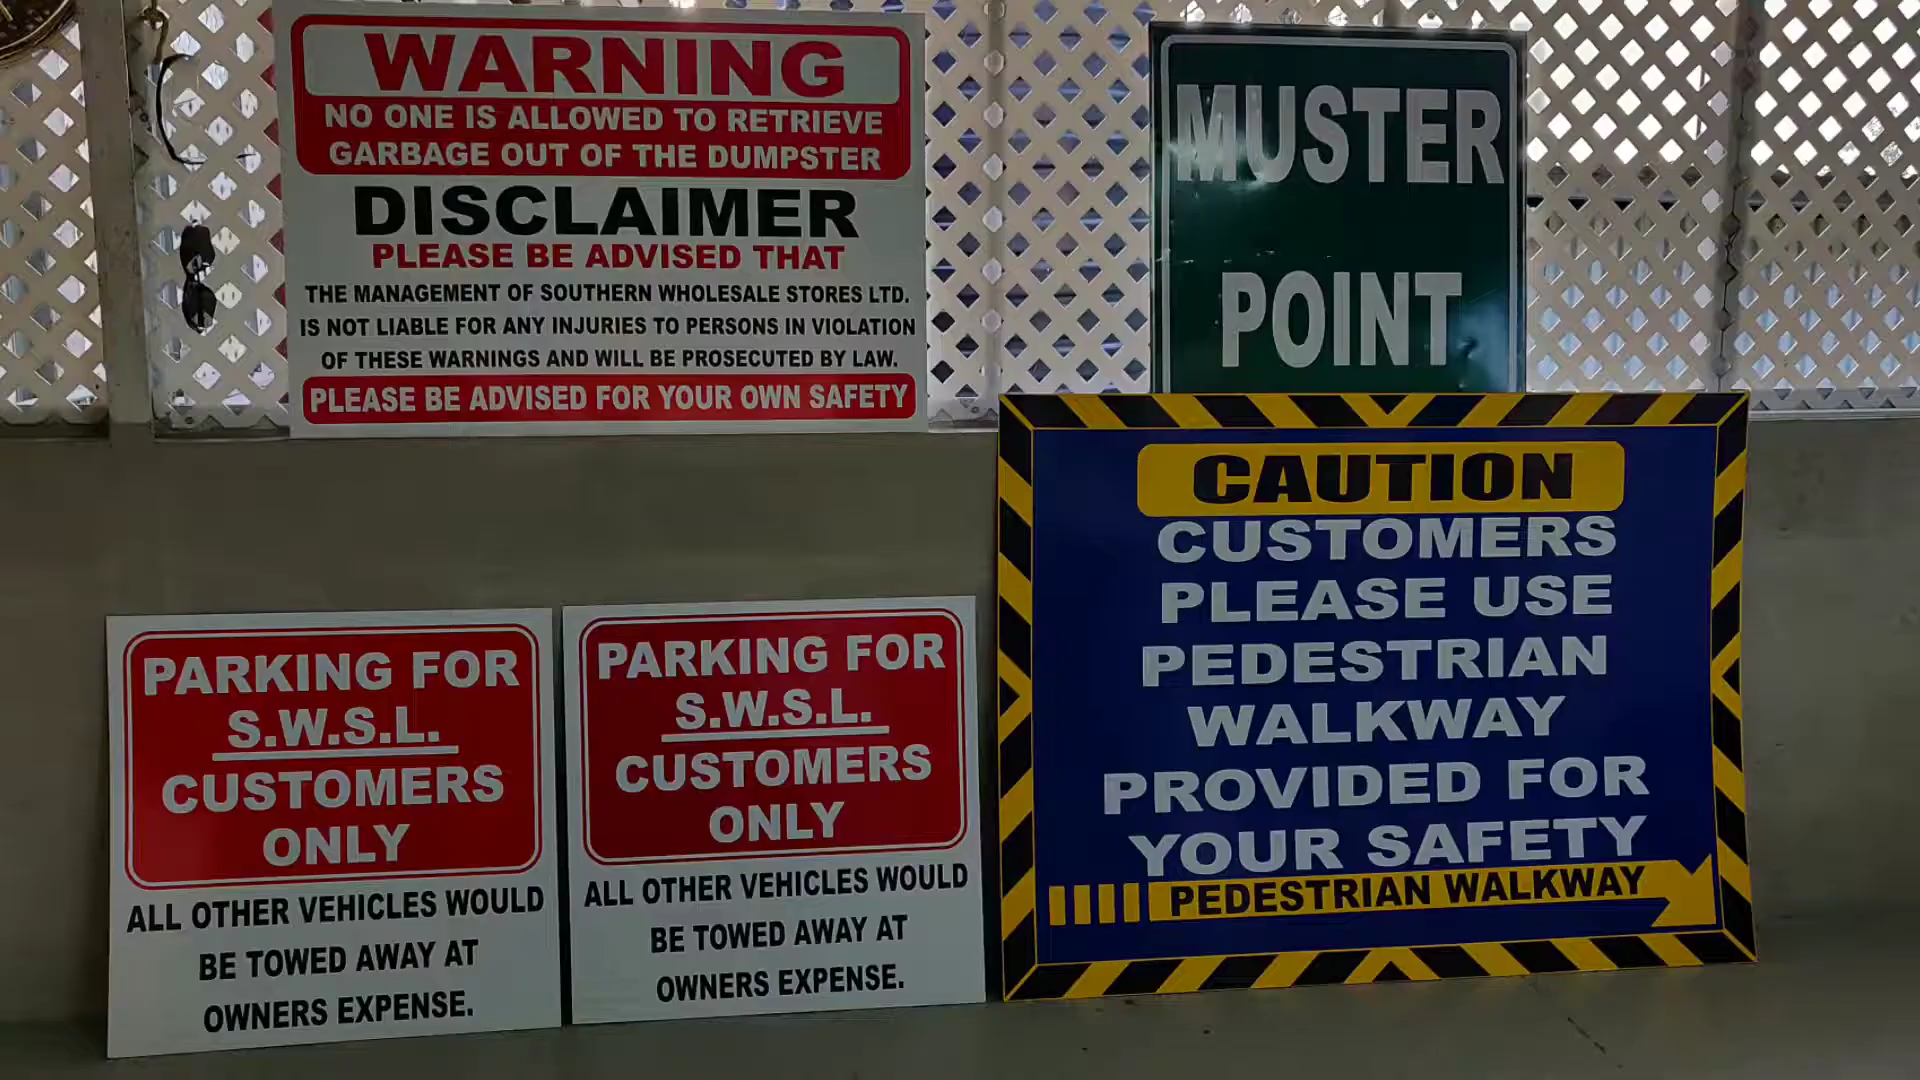 WARNING
NO ONE IS ALLOWED TO RETRIEVE
GARBAGE OUT OF THE DUMPSTER
DISCLAIMER
PLEASE BE ADVISED THAT
THE MANAGEMENT OF SOUTHERN WHOLESALE STORES LTD.
IS NOT LIABLE FOR ANY INJURIES TO PERSONS IN VIOLATION
OF THESE WARNINGS AND WILL BE PROSECUTED BY LAW.
PLEASE BE ADVISED FOR YOUR OWN SAFETY
MUSTER
POINT
PARKING FOR
S.W.S.L.
CUSTOMERS
ONLY
ALL OTHER VEHICLES WOULD
BE TOWED AWAY AT
OWNERS EXPENSE.
PARKING FOR
S.W.S.L.
CUSTOMERS
ONLY
ALL OTHER VEHICLES WOULD
BE TOWED AWAY AT
OWNERS EXPENSE.
CAUTION
CUSTOMERS
PLEASE USE
PEDESTRIAN
WALKWAY
PROVIDED FOR
YOUR SAFETY
PEDESTRIAN WALKWAY